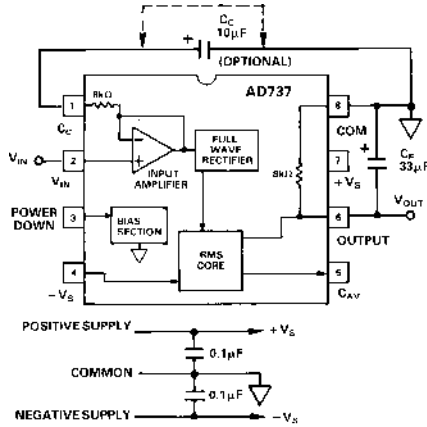 CC
10µF
+
(OPTIONAL)
AD737
8kΩ
1
CC
8
COM
VIN
2
VIN
+
INPUT
AMPLIFIER
FULL
WAVE
RECTIFIER
8kΩ
7
+VS
+
CF
33µF
POWER
DOWN
3
BIAS
SECTION
RMS
CORE
6
OUTPUT
VOUT
4
−VS
5
CAV
POSITIVE SUPPLY
+VS
0.1µF
COMMON
0.1µF
NEGATIVE SUPPLY
−VS